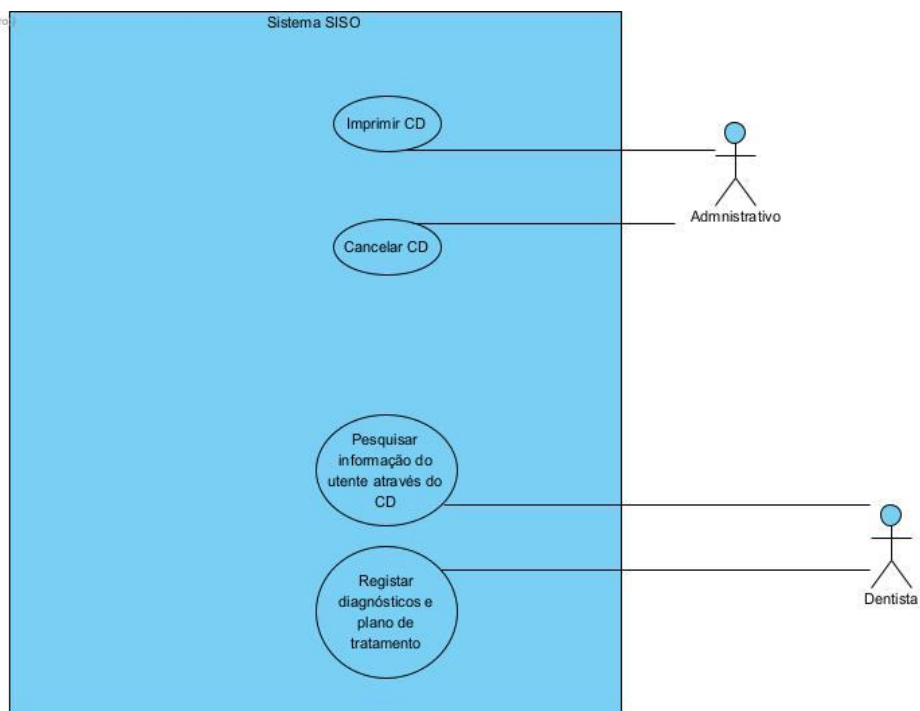 Sistema SISO
Imprimir CD
Admnistrativo
Cancelar CD
Pesquisar
informação do
utente através do
CD
Dentista
Registar
diagnósticos e
plano de
tratamento